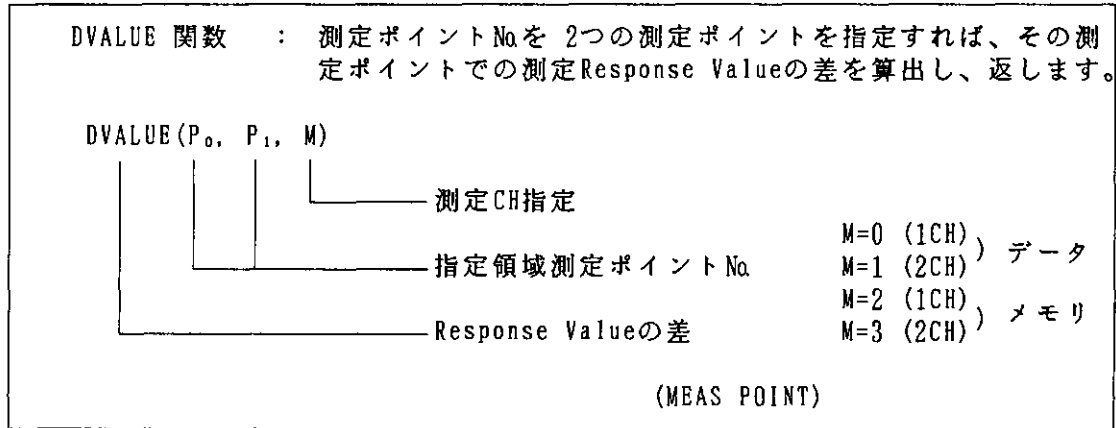 DVALUE 関数 : 測定ポイント№を 2つの測定ポイントを指定すれば、その測
定ポイントでの測定Response Valueの差を算出し、返します。
DVALUE(P₀, P₁, M)
測定CH指定
指定領域測定ポイント№
Response Valueの差
M=0 (1CH)
M=1 (2CH)
) データ
M=2 (1CH)
M=3 (2CH)
) メモリ
(MEAS POINT)